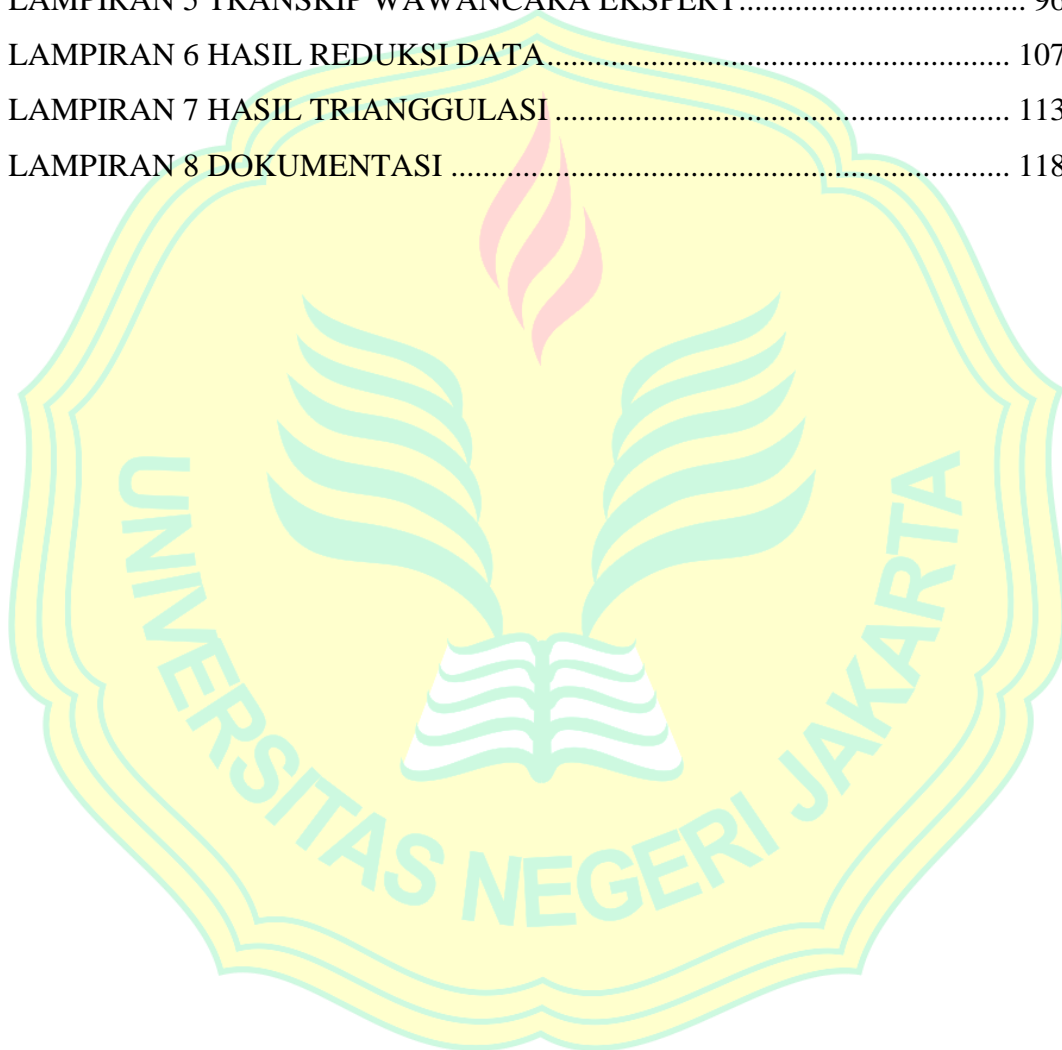 LAMPIRAN 5 TRANSKIP WAWANCARA EKSPERT................................... 96
LAMPIRAN 6 HASIL REDUKSI DATA......................................................... 107
LAMPIRAN 7 HASIL TRIANGGULASI ........................................................ 113
LAMPIRAN 8 DOKUMENTASI ..................................................................... 118
UNIVERSITAS NEGERI JAKARTA